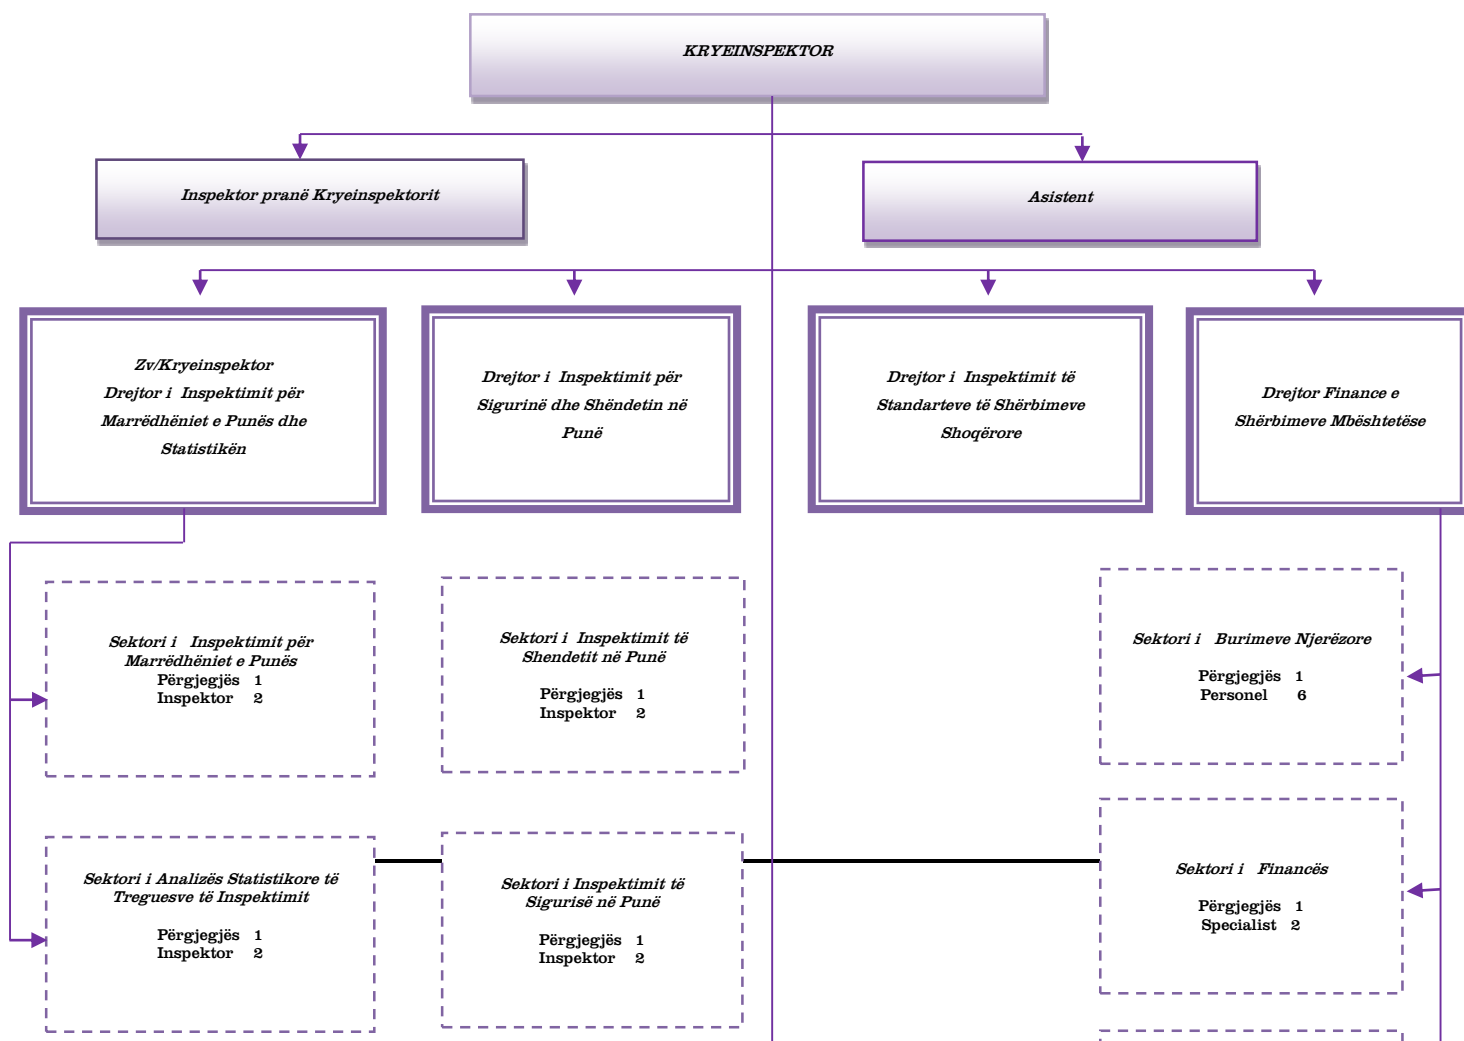 KRYEINSPEKTOR
Inspektor pranë Kryeinspektorit
Asistent
Zv/Kryeinspektor
Drejtor i Inspektimit për
Marrëdhëniet e Punës dhe
Statistikën
Drejtor i Inspektimit për
Sigurinë dhe Shëndetin në
Punë
Drejtor i Inspektimit të
Standarteve të Shërbimeve
Shoqërore
Drejtor Finance e
Shërbimeve Mbështetëse
Sektori i Inspektimit për
Marrëdhëniet e Punës
Përgjegjës 1
Inspektor 2
Sektori i Inspektimit të
Shendetit në Punë
Përgjegjës 1
Inspektor 2
Sektori i Burimeve Njerëzore
Përgjegjës 1
Personel 6
Sektori i Analizës Statistikore të
Treguesve të Inspektimit
Përgjegjës 1
Inspektor 2
Sektori i Inspektimit të
Sigurisë në Punë
Përgjegjës 1
Inspektor 2
Sektori i Financës
Përgjegjës 1
Specialist 2